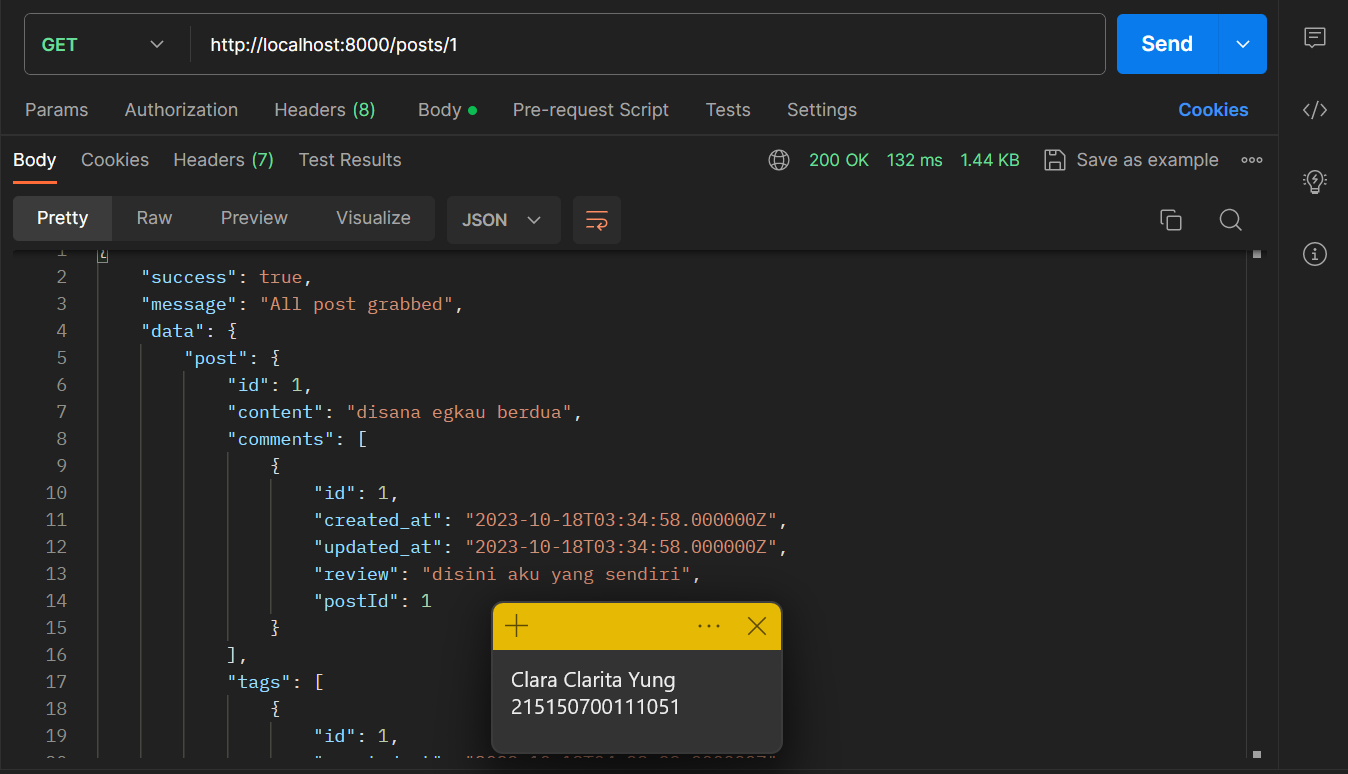 GET http://localhost:8000/posts/1 Send
Params Authorization Headers (8) Body Pre-request Script Tests Settings Cookies
Body Cookies Headers (7) Test Results 200 OK 132 ms 1.44 KB Save as example
Pretty Raw Preview Visualize JSON
1 {
2 "success": true,
3 "message": "All post grabbed",
4 "data": {
5 "post": {
6 "id": 1,
7 "content": "disana egkau berdua",
8 "comments": [
9 {
10 "id": 1,
11 "created_at": "2023-10-18T03:34:58.000000Z",
12 "updated_at": "2023-10-18T03:34:58.000000Z",
13 "review": "disini aku yang sendiri",
14 "postId": 1
15 }
16 ],
17 "tags": [
18 {
19 "id": 1,
Clara Clarita Yung
215150700111051